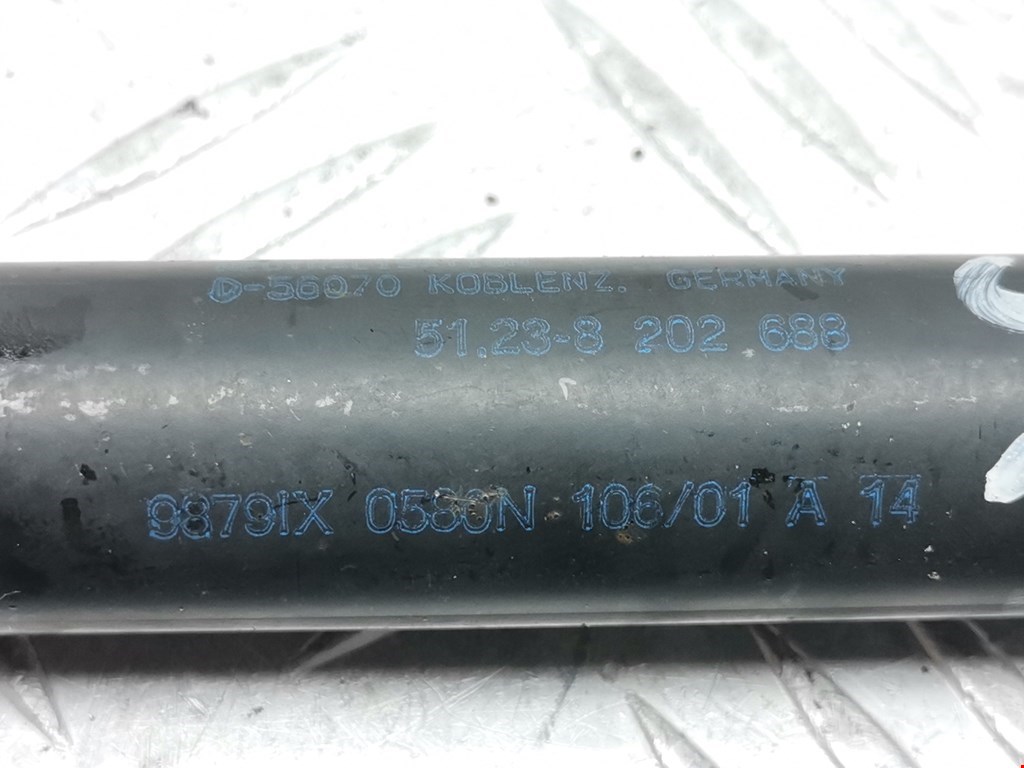 D-56070 KOBLENZ. GERMANY
51.23-8 202 688
9879IX 0580N 106/01 A 14